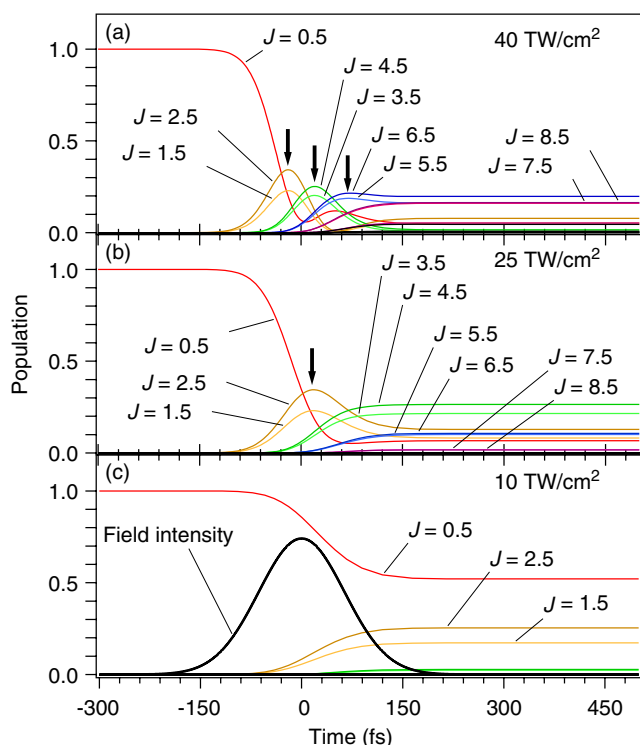 (a)
40 TW/cm²
J = 0.5
J = 4.5
J = 3.5
J = 2.5
J = 6.5
J = 8.5
J = 1.5
J = 5.5
J = 7.5
1.0
0.5
0.0
(b)
25 TW/cm²
J = 3.5
J = 4.5
J = 0.5
J = 5.5
J = 7.5
J = 2.5
J = 6.5
J = 1.5
J = 8.5
1.0
0.5
0.0
Population
(c)
10 TW/cm²
Field intensity
J = 0.5
J = 2.5
J = 1.5
1.0
0.5
0.0
-300 -150 0 150 300 450
Time (fs)